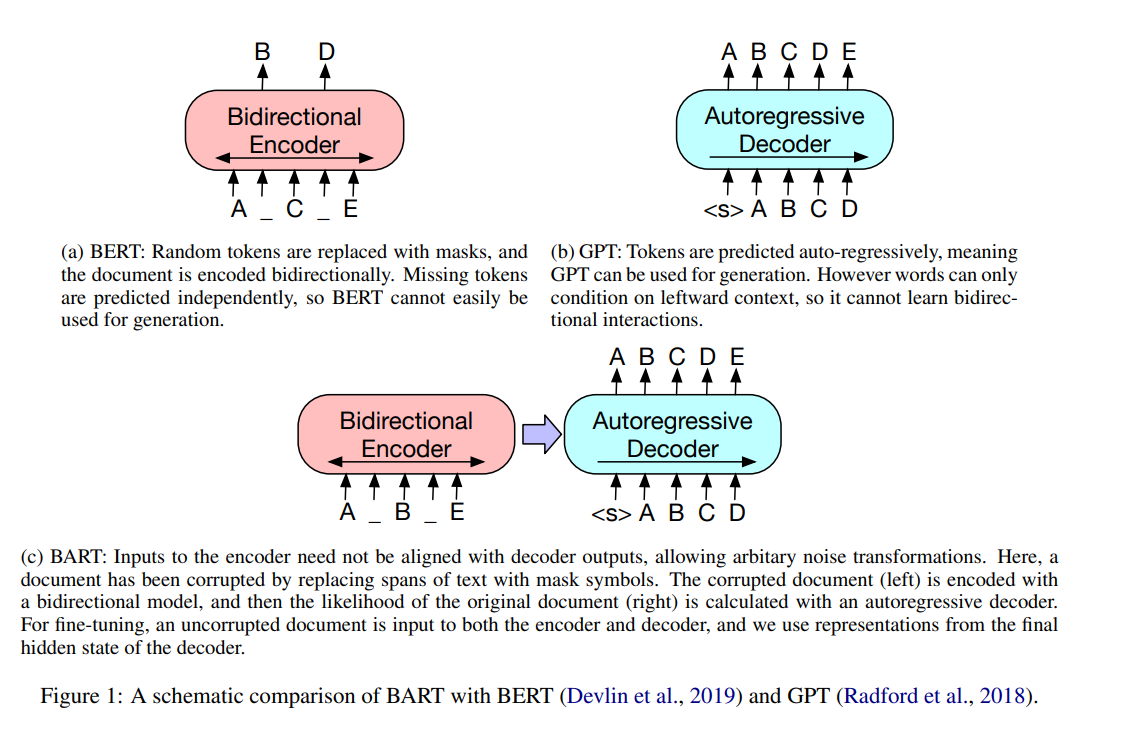 B D
Bidirectional
Encoder
A _ C _ E
(a) BERT: Random tokens are replaced with masks, and
the document is encoded bidirectionally. Missing tokens
are predicted independently, so BERT cannot easily be
used for generation.
A B C D E
Autoregressive
Decoder
<s> A B C D
(b) GPT: Tokens are predicted auto-regressively, meaning
GPT can be used for generation. However words can only
condition on leftward context, so it cannot learn bidirec-
tional interactions.
Bidirectional
Encoder
A _ B _ E
A B C D E
Autoregressive
Decoder
<s> A B C D
(c) BART: Inputs to the encoder need not be aligned with decoder outputs, allowing arbitary noise transformations. Here, a
document has been corrupted by replacing spans of text with mask symbols. The corrupted document (left) is encoded with
a bidirectional model, and then the likelihood of the original document (right) is calculated with an autoregressive decoder.
For fine-tuning, an uncorrupted document is input to both the encoder and decoder, and we use representations from the final
hidden state of the decoder.
Figure 1: A schematic comparison of BART with BERT (Devlin et al., 2019) and GPT (Radford et al., 2018).